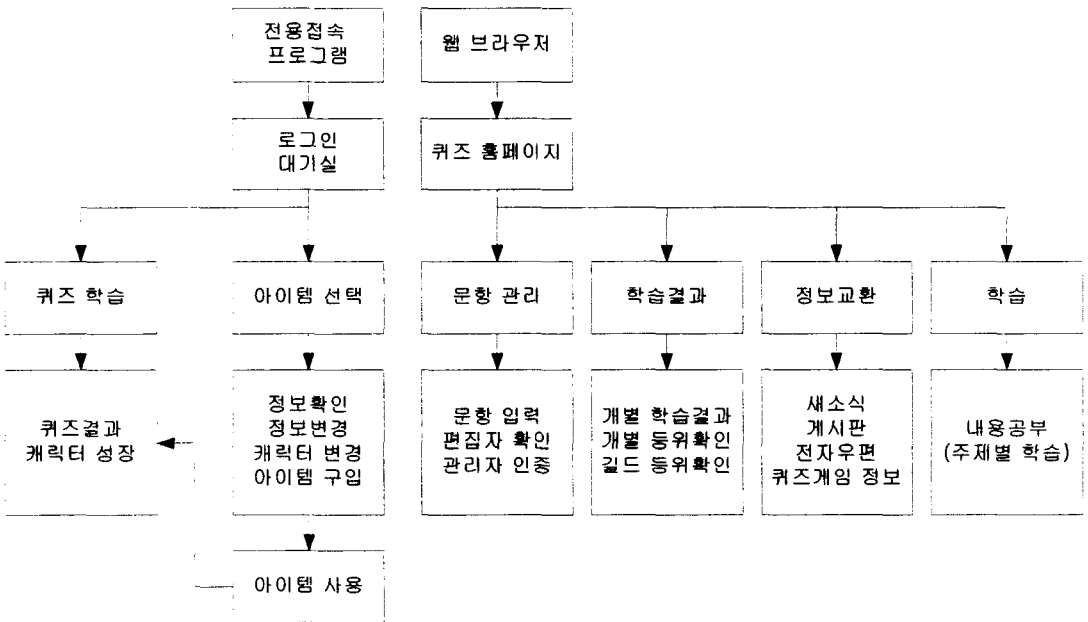 전용접속
프로그램
웹 브라우저
로그인
대기실
퀴즈 홈페이지
퀴즈 학습
아이템 선택
문항 관리
학습결과
정보교환
학습
퀴즈결과
캐릭터 성장
정보확인
정보변경
캐릭터 변경
아이템 구입
문항 입력
편집자 확인
관리자 인증
개별 학습결과
개별 등위확인
길드 등위확인
새소식
게시판
전자우편
퀴즈게임 정보
내용공부
(주제별 학습)
아이템 사용